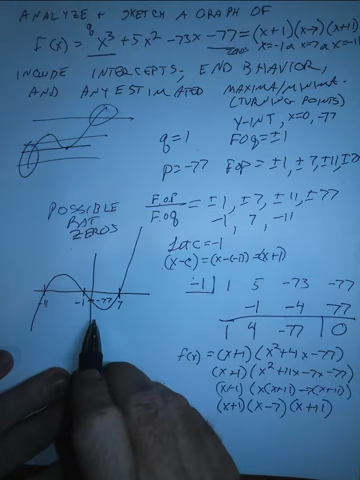 ANALYZE + SKETCH A GRAPH OF
f(x) = x³ + 5x² - 73x - 77 = (x+1)(x-7)(x+11)
q
ZEROS x=-1 x=7 x=-11
INCLUDE INTERCEPTS, END BEHAVIOR,
AND ANY ESTIMATED MAXIMA/MINIMA.
(TURNING POINTS)
Y-INT, x=0, -77
q=1 FOq=±1
p=-77 FOP=±1, ±7, ±11, ±77
F.O.P/F.O.q = ±1, ±7, ±11, ±77
-1, 7, -11
POSSIBLE
RAT
ZEROS
Let c=-1
(x-c)=(x-(-1))=(x+1)
-1 | 1 5 -73 -77
-1 -4 77
1 4 -77 | 0
-1 -77 7
f(x)=(x+1)(x²+4x-77)
(x+1)(x²+11x-7x-77)
(x+1)(x(x+11)-7(x+11))
(x+1)(x-7)(x+11)